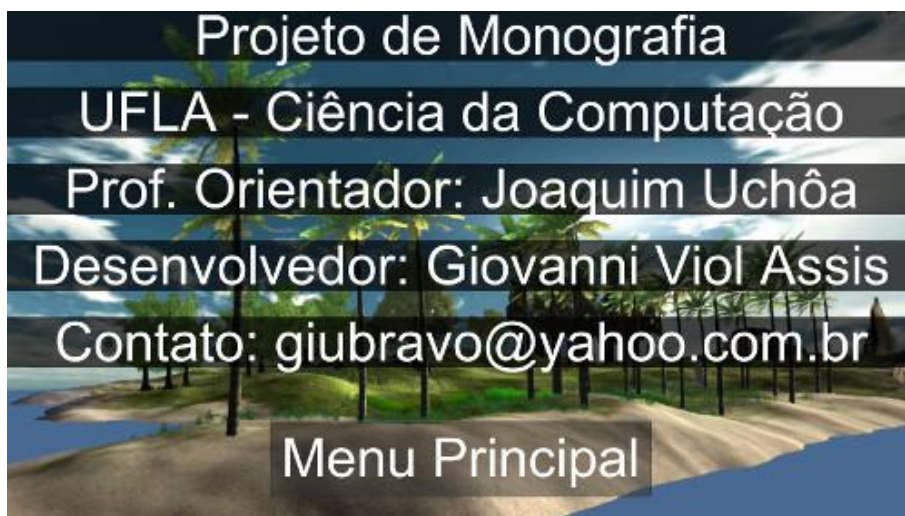 Projeto de Monografia
UFLA - Ciência da Computação
Prof. Orientador: Joaquim Uchôa
Desenvolvedor: Giovanni Viol Assis
Contato: giubravo@yahoo.com.br
Menu Principal